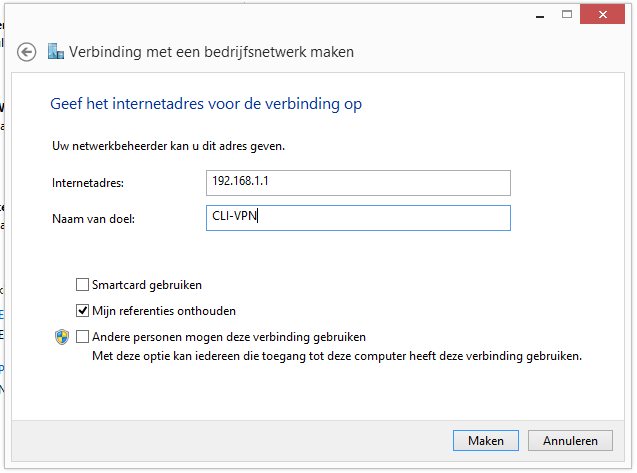 Verbinding met een bedrijfsnetwerk maken
Geef het internetadres voor de verbinding op
Uw netwerkbeheerder kan u dit adres geven.
Internetadres: 192.168.1.1
Naam van doel: CLI-VPN
Smartcard gebruiken
Mijn referenties onthouden
Andere personen mogen deze verbinding gebruiken
Met deze optie kan iedereen die toegang tot deze computer heeft deze verbinding gebruiken.
Maken Annuleren